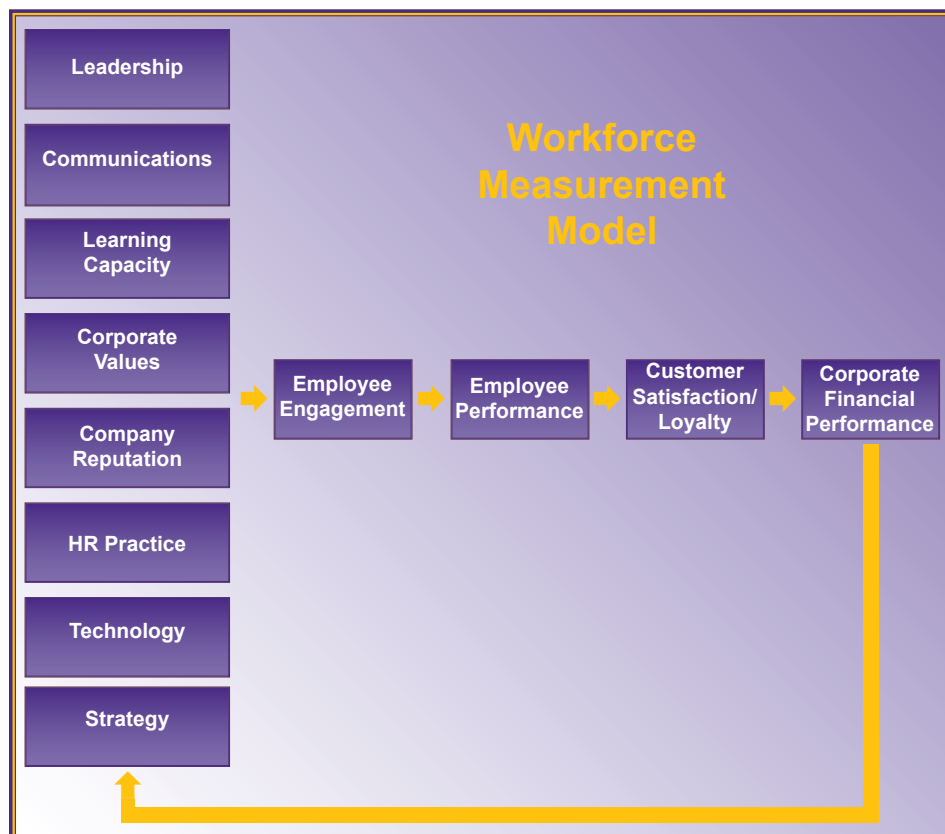 Leadership
Communications
Learning
Capacity
Corporate
Values
Company
Reputation
HR Practice
Technology
Strategy
Workforce
Measurement
Model
Employee
Engagement
Employee
Performance
Customer
Satisfaction/
Loyalty
Corporate
Financial
Performance